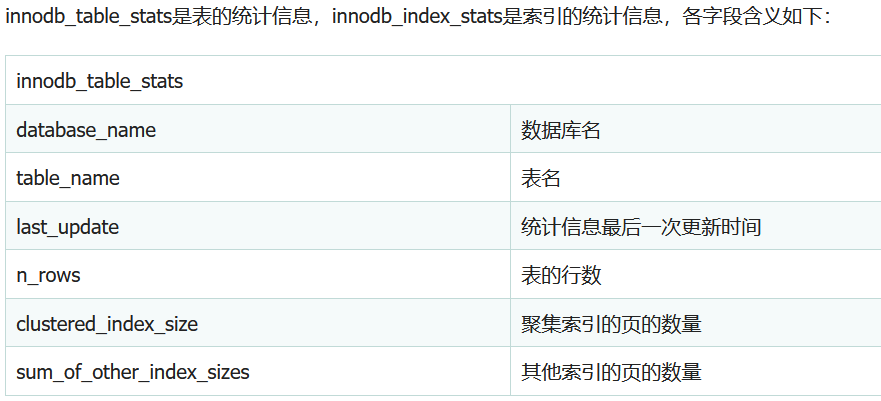 innodb_table_stats是表的统计信息，innodb_index_stats是索引的统计信息，各字段含义如下：
innodb_table_stats
database_name 数据库名
table_name 表名
last_update 统计信息最后一次更新时间
n_rows 表的行数
clustered_index_size 聚集索引的页的数量
sum_of_other_index_sizes 其他索引的页的数量